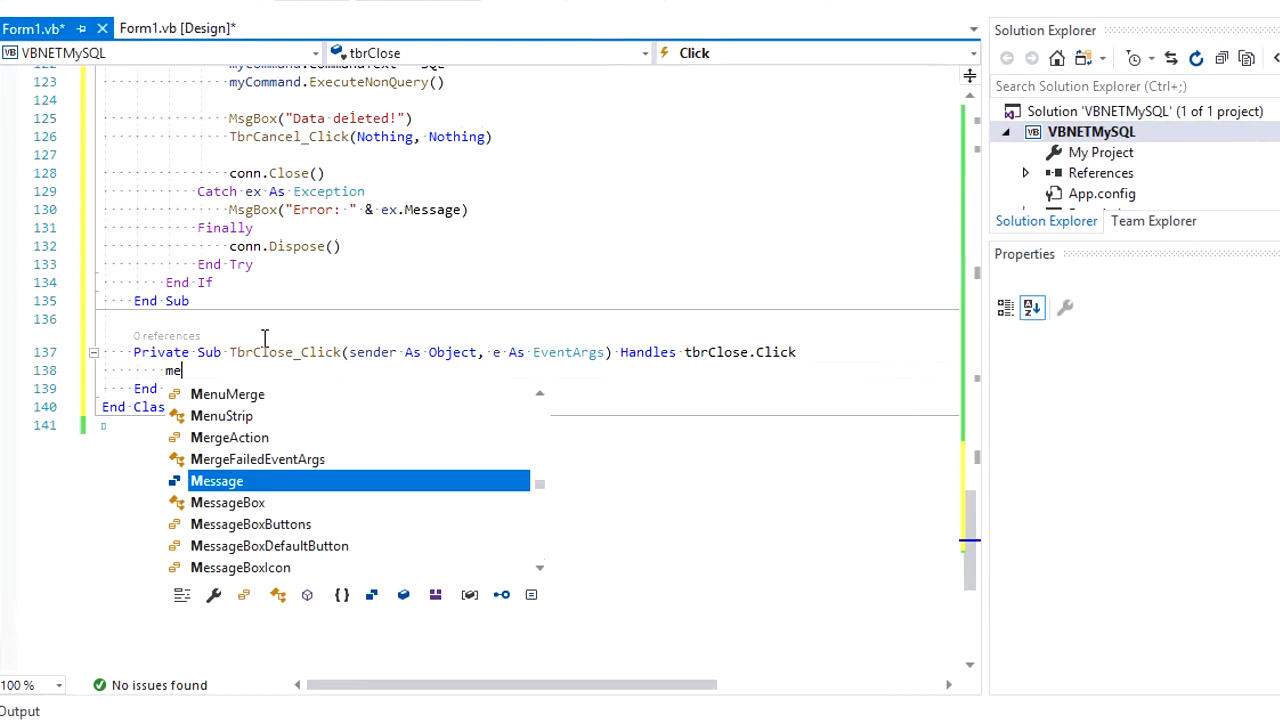 Form1.vb*
Form1.vb [Design]*
Solution Explorer
VBNETMySQL
tbrClose
Click
Search Solution Explorer (Ctrl+;)
Solution 'VBNETMySQL' (1 of 1 project)
VBNETMySQL
My Project
References
App.config
Solution Explorer
Team Explorer
Properties
123 myCommand.ExecuteNonQuery()
124
125 MsgBox("Data deleted!")
126 TbrCancel_Click(Nothing, Nothing)
127
128 conn.Close()
129 Catch ex As Exception
130 MsgBox("Error: " & ex.Message)
131 Finally
132 conn.Dispose()
133 End Try
134 End If
135 End Sub
136
0 references
137 Private Sub TbrClose_Click(sender As Object, e As EventArgs) Handles tbrClose.Click
138 me
139 End
140 End Clas
141
MenuMerge
MenuStrip
MergeAction
MergeFailedEventArgs
Message
MessageBox
MessageBoxButtons
MessageBoxDefaultButton
MessageBoxIcon
100 %
No issues found
Output